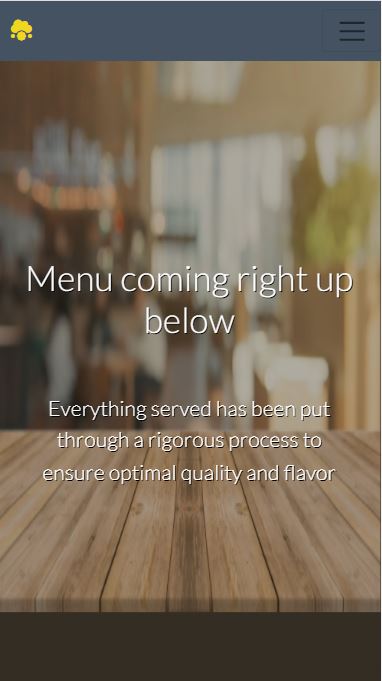 Menu coming right up
below
Everything served has been put
through a rigorous process to
ensure optimal quality and flavor